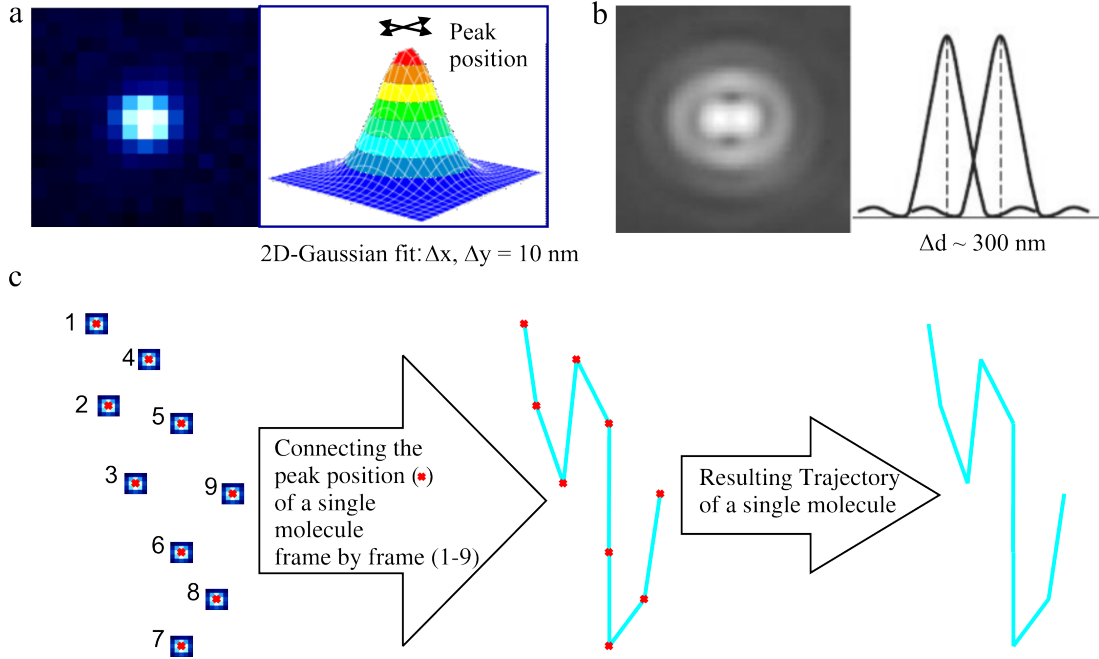 a
Peak
position
2D-Gaussian fit: Δx, Δy = 10 nm
b
Δd ~ 300 nm
c
1
4
2
5
3
9
6
8
7
Connecting the
peak position (✖)
of a single
molecule
frame by frame (1-9)
Resulting Trajectory
of a single molecule